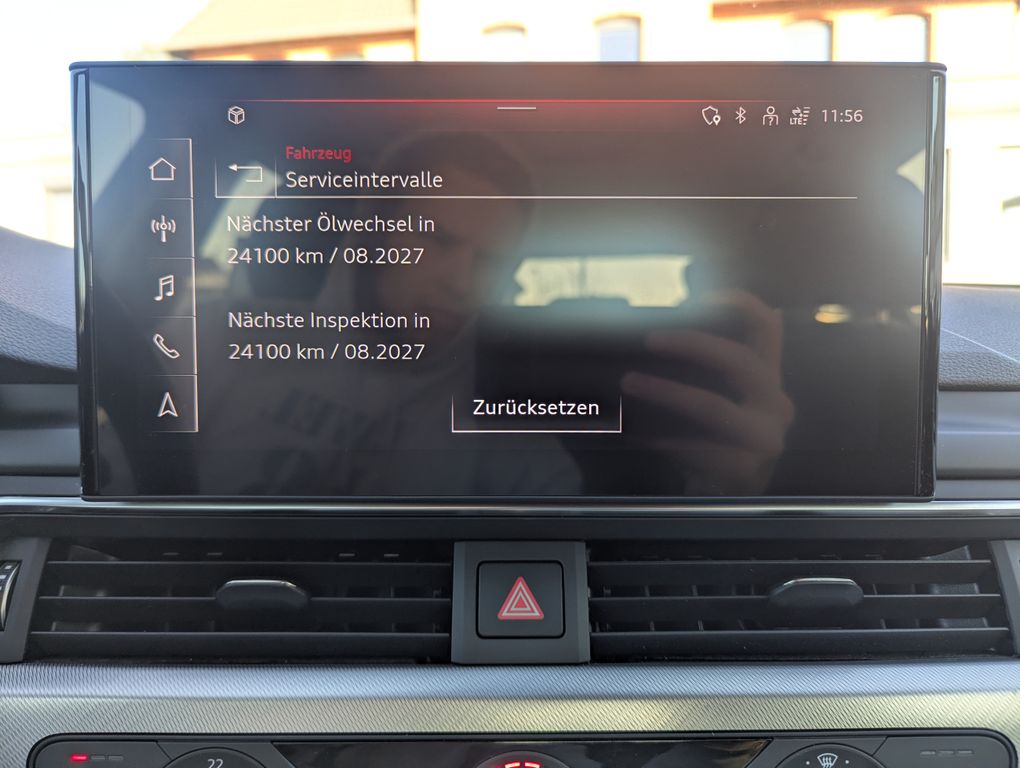 LTE 11:56
Fahrzeug
Serviceintervalle
Nächster Ölwechsel in
24100 km / 08.2027
Nächste Inspektion in
24100 km / 08.2027
Zurücksetzen
22